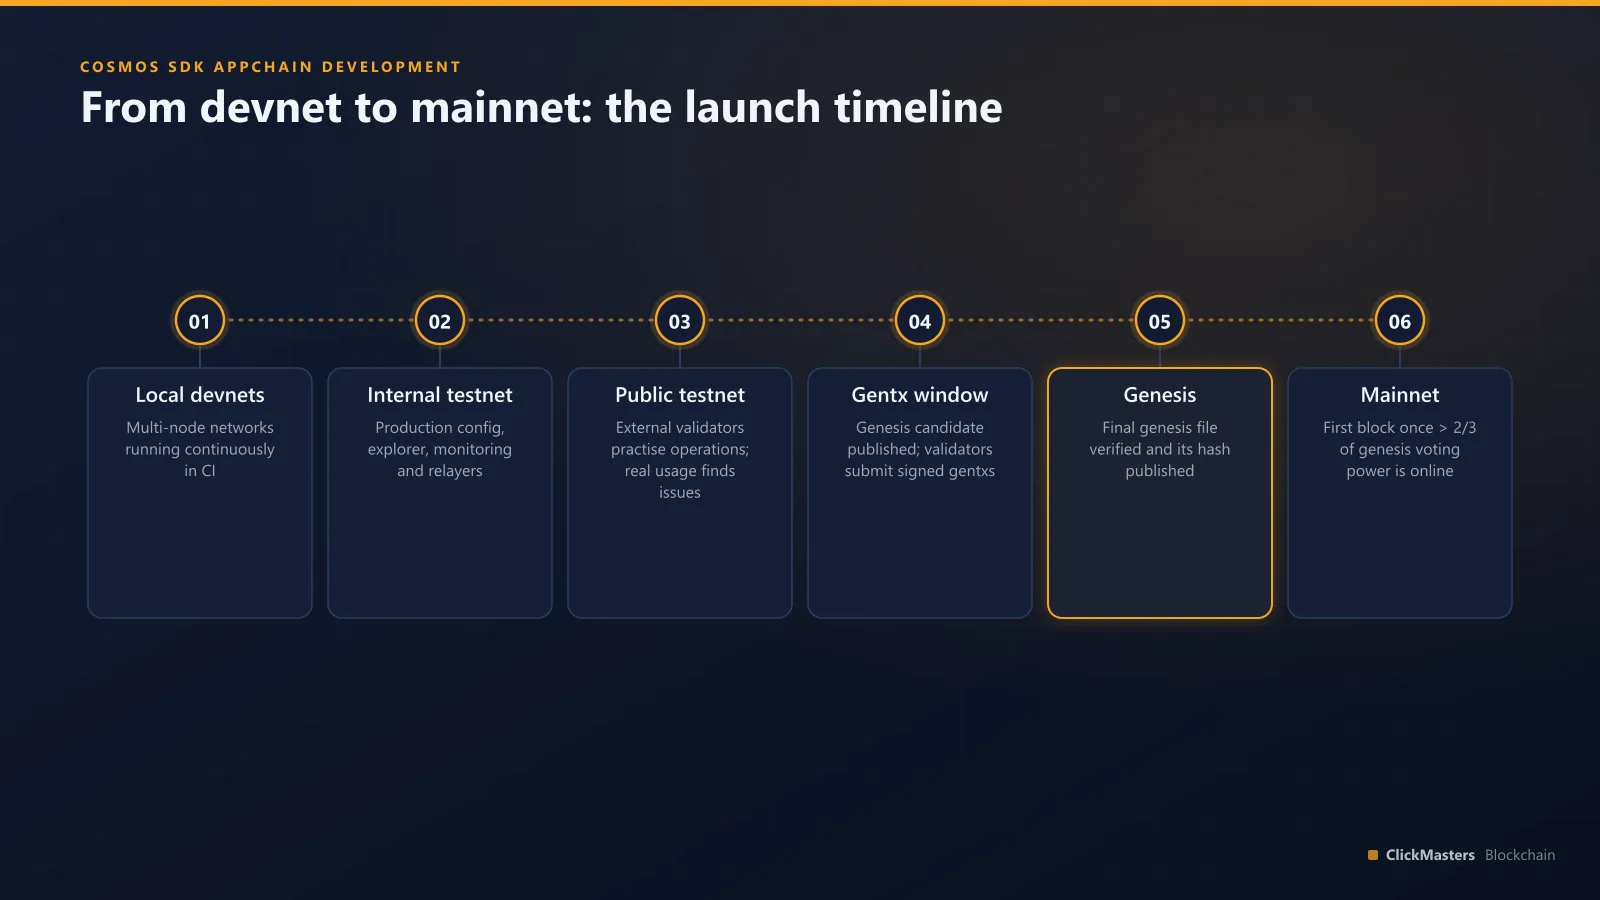 COSMOS SDK APPCHAIN DEVELOPMENT
From devnet to mainnet: the launch timeline
01
02
03
04
05
06
Local devnets
Multi-node networks
running continuously
in CI
Internal testnet
Production config,
explorer, monitoring
and relayers
Public testnet
External validators
practise operations;
real usage finds
issues
Gentx window
Genesis candidate
published; validators
submit signed gentxs
Genesis
Final genesis file
verified and its hash
published
Mainnet
First block once > 2/3
of genesis voting
power is online
ClickMasters Blockchain